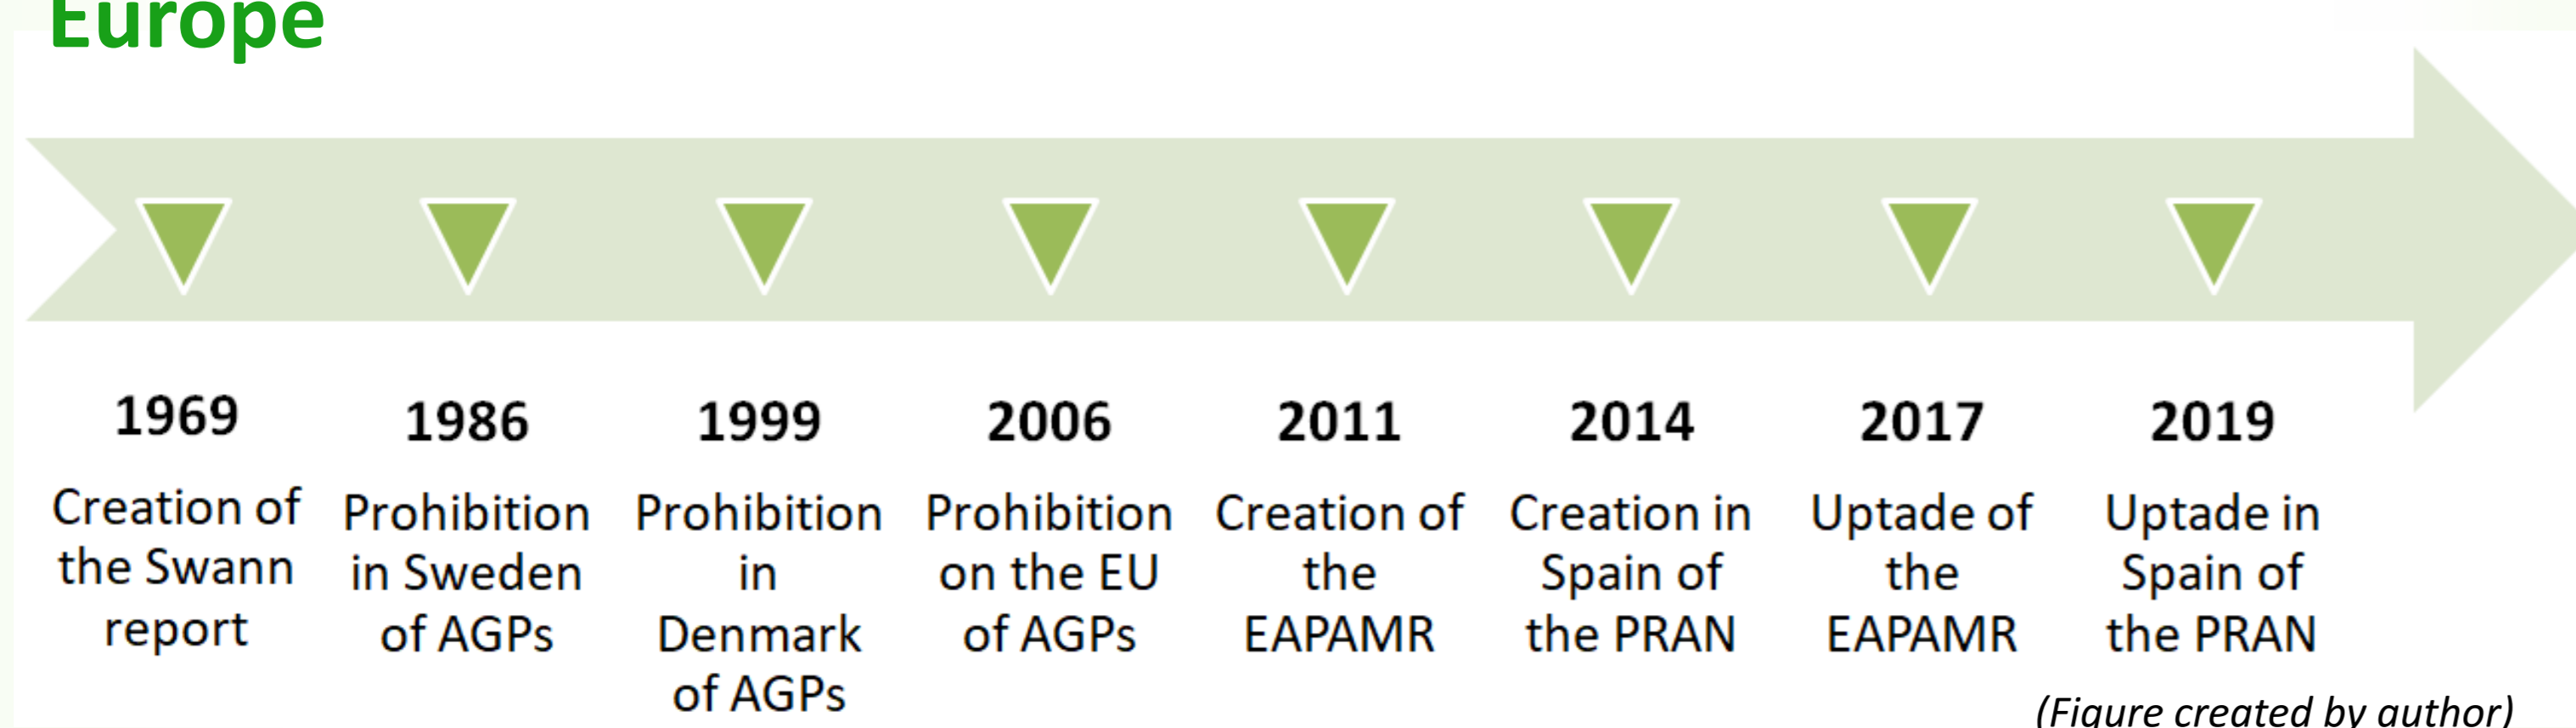 Europe
1969
Creation of
the Swann
report
1986
Prohibition
in Sweden
of AGPs
1999
Prohibition
in
Denmark
of AGPs
2006
Prohibition
on the EU
of AGPs
2011
Creation of
the
EAPAMR
2014
Creation in
Spain of
the PRAN
2017
Uptade of
the
EAPAMR
2019
Uptade in
Spain of
the PRAN
(Figure created by author)